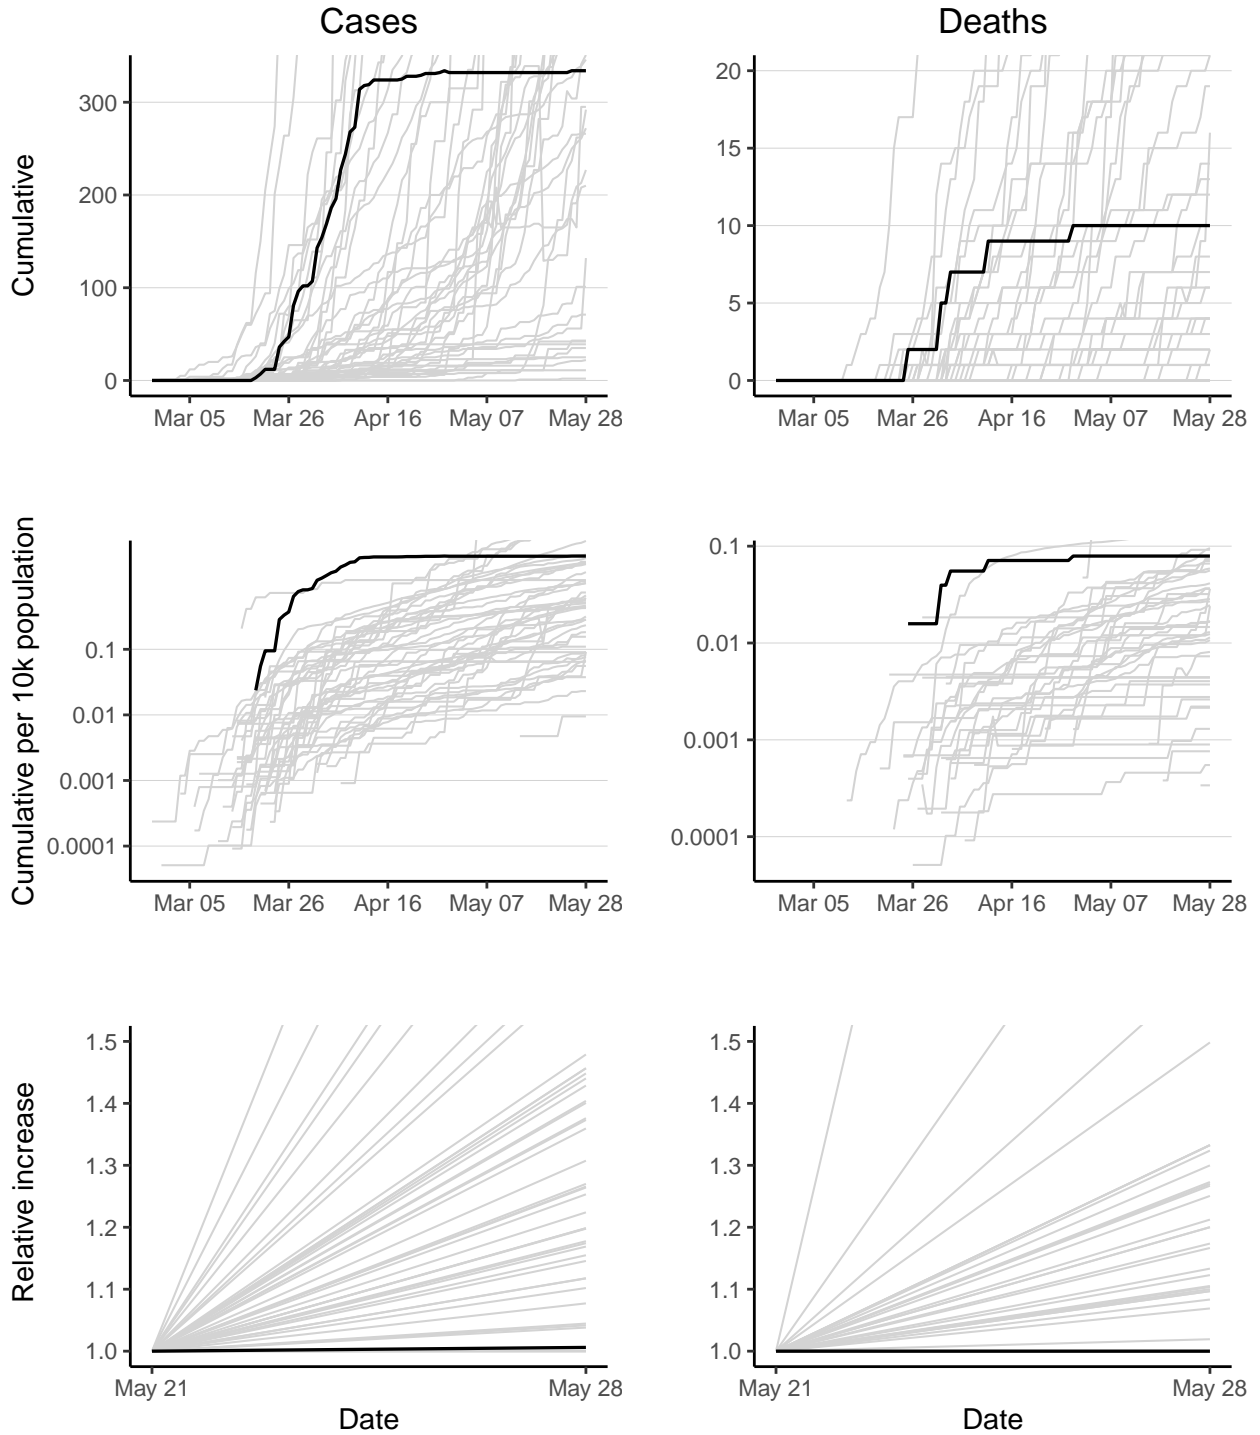 Cases
Deaths
Cumulative
300
200
100
0
Mar 05 Mar 26 Apr 16 May 07 May 28
20
15
10
5
0
Mar 05 Mar 26 Apr 16 May 07 May 28
Cumulative per 10k population
0.1
0.01
0.001
0.0001
Mar 05 Mar 26 Apr 16 May 07 May 28
0.1
0.01
0.001
0.0001
Mar 05 Mar 26 Apr 16 May 07 May 28
Relative increase
1.5
1.4
1.3
1.2
1.1
1.0
May 21 May 28
Date
1.5
1.4
1.3
1.2
1.1
1.0
May 21 May 28
Date